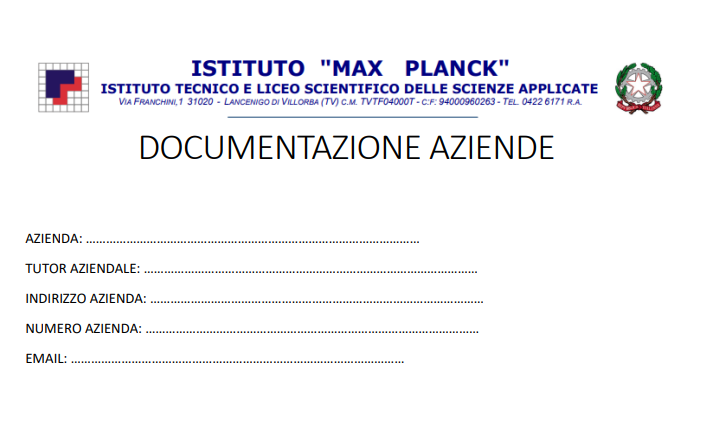 ISTITUTO "MAX PLANCK"
ISTITUTO TECNICO E LICEO SCIENTIFICO DELLE SCIENZE APPLICATE
VIA FRANCHINI,1 31020 - LANCENIGO DI VILLORBA (TV) C.M. TVTF04000T - C:F: 94000960263 - TEL. 0422 6171 R.A.
DOCUMENTAZIONE AZIENDE
AZIENDA: ………………………………………………………………………………………
TUTOR AZIENDALE: ………………………………………………………………………………………
INDIRIZZO AZIENDA: ………………………………………………………………………………………
NUMERO AZIENDA: ………………………………………………………………………………………
EMAIL: ………………………………………………………………………………………